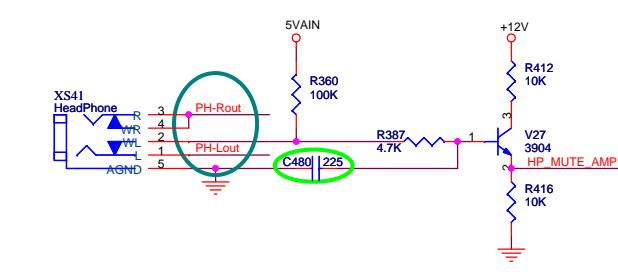 5VAIN
+12V
XS41
HeadPhone
R 3 PH-Rout
WR 4
WL 2
L 1 PH-Lout
AGND 5
R360
100K
C480 225
R387
4.7K
R412
10K
3
1
V27
3904
2
HP_MUTE_AMP
R416
10K